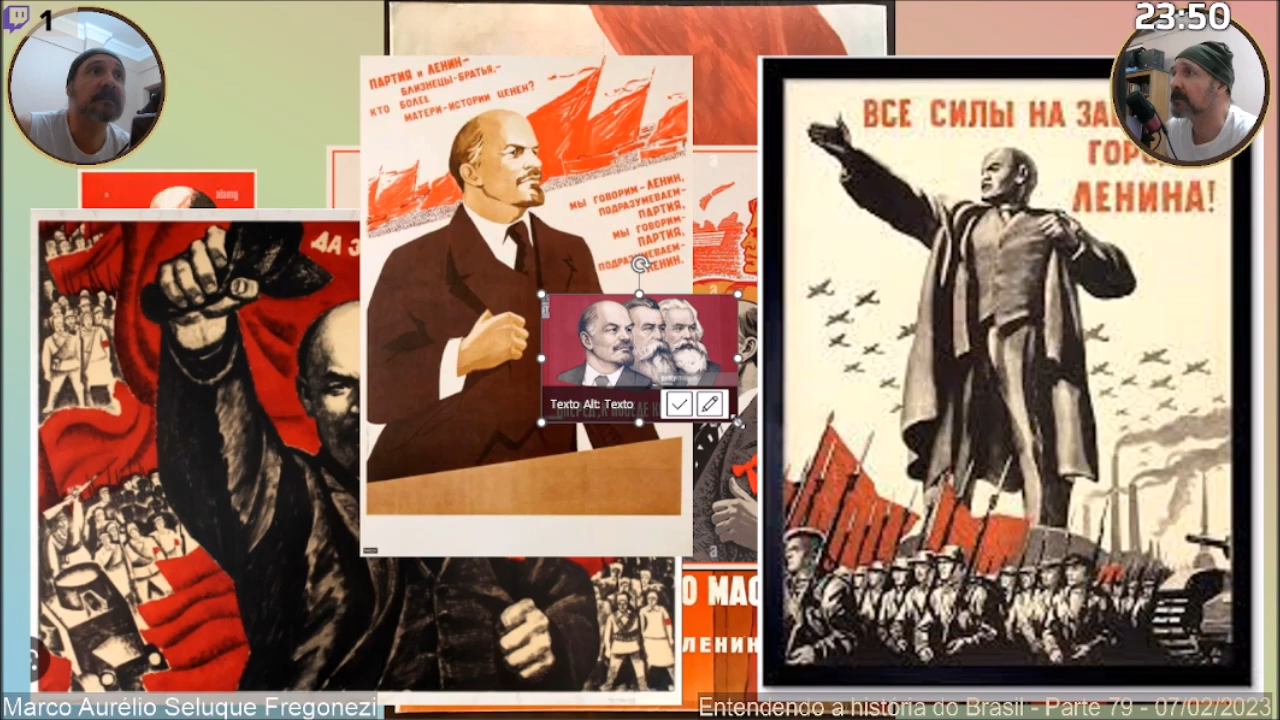 1
23:50
ПАРТИЯ и ЛЕНИН-
БЛИЗНЕЦЫ-БРАТЬЯ,-
КТО БОЛЕЕ
МАТЕРИ-ИСТОРИИ ЦЕНЕН?
МЫ ГОВОРИМ-ЛЕНИН,
ПОДРАЗУМЕВАЕМ-
ПАРТИЯ,
МЫ ГОВОРИМ-
ПАРТИЯ,
ПОДРАЗУМЕВАЕМ-
ЛЕНИН.
ВСЕ СИЛЫ НА ЗА
ГОРО
ЛЕНИНА!
alamy
ДА З
a
a
Texto Alt: Texto
a
О МАС
ЛЕНИН
Marco Aurélio Seluque Fregonezi
Entendendo a história do Brasil - Parte 79 - 07/02/2023